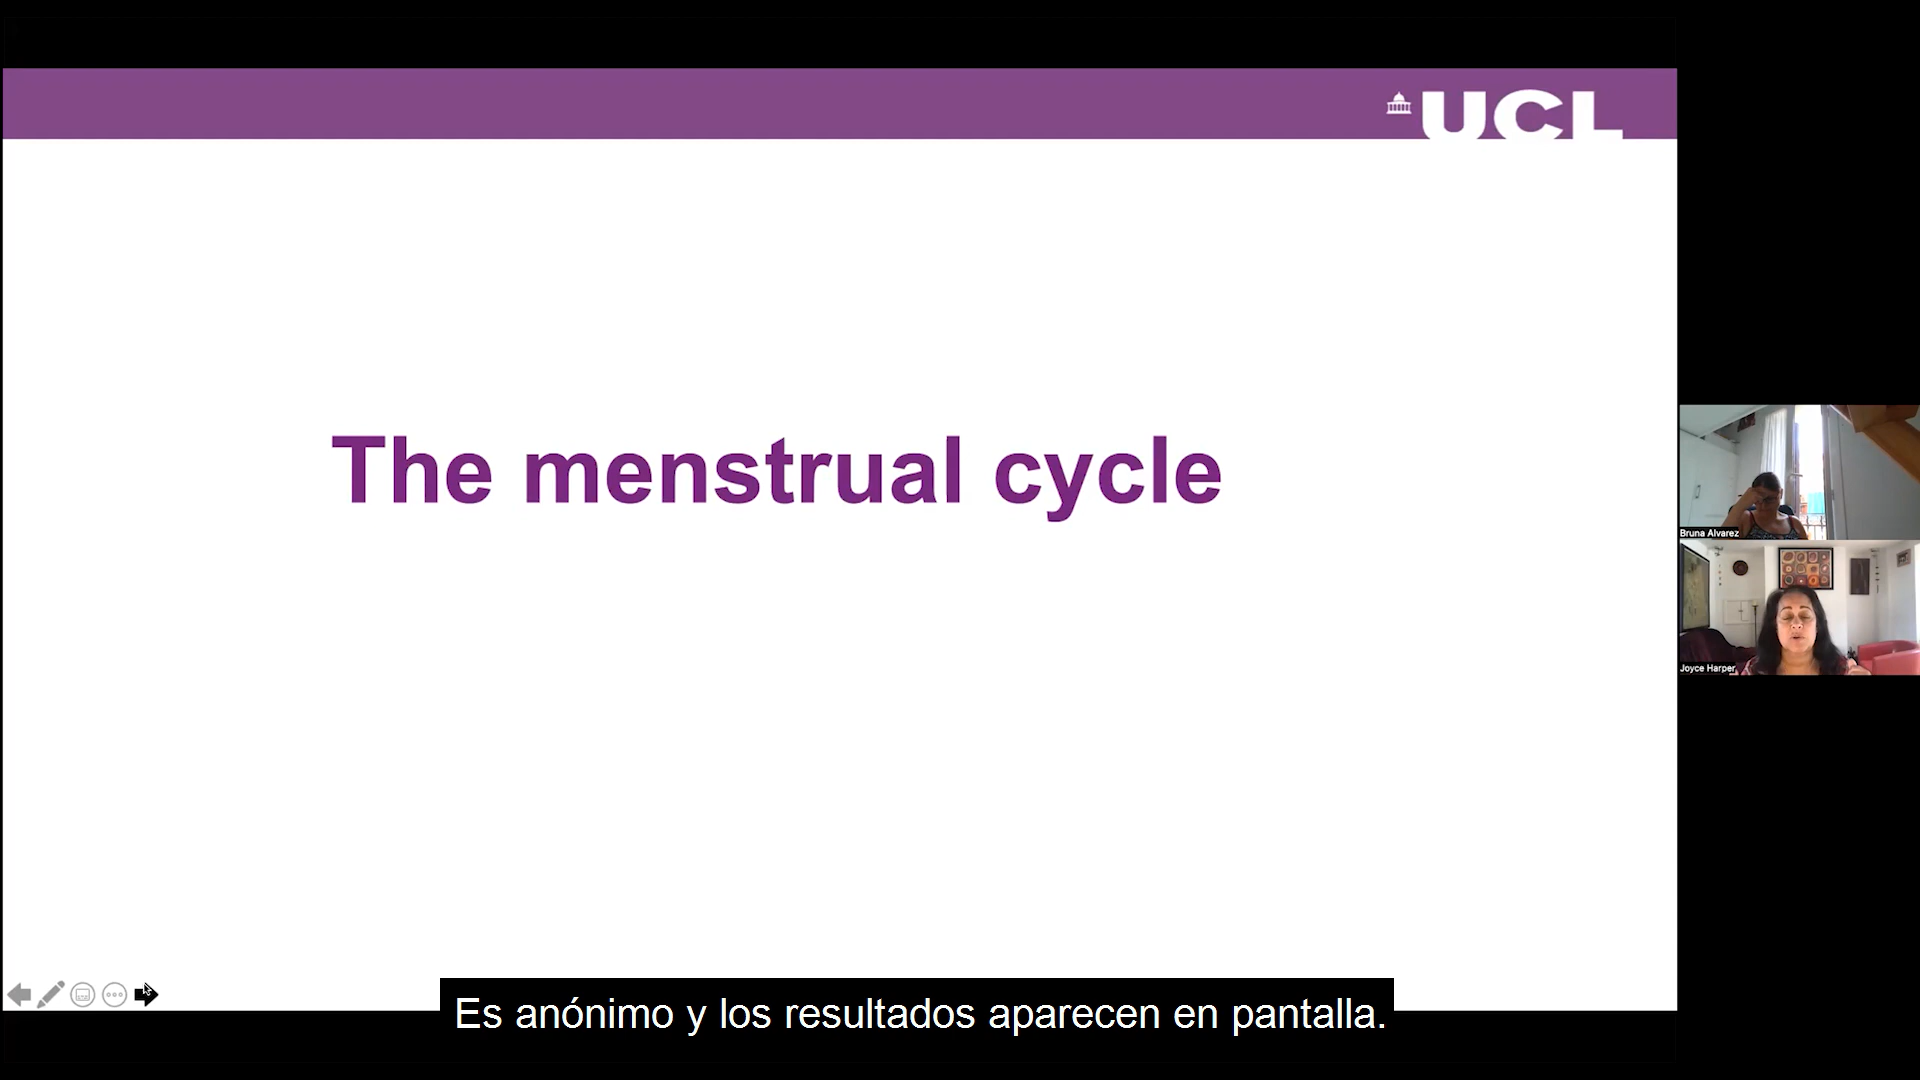 UCL
The menstrual cycle
Bruna Alvarez
Joyce Harper
Es anónimo y los resultados aparecen en pantalla.